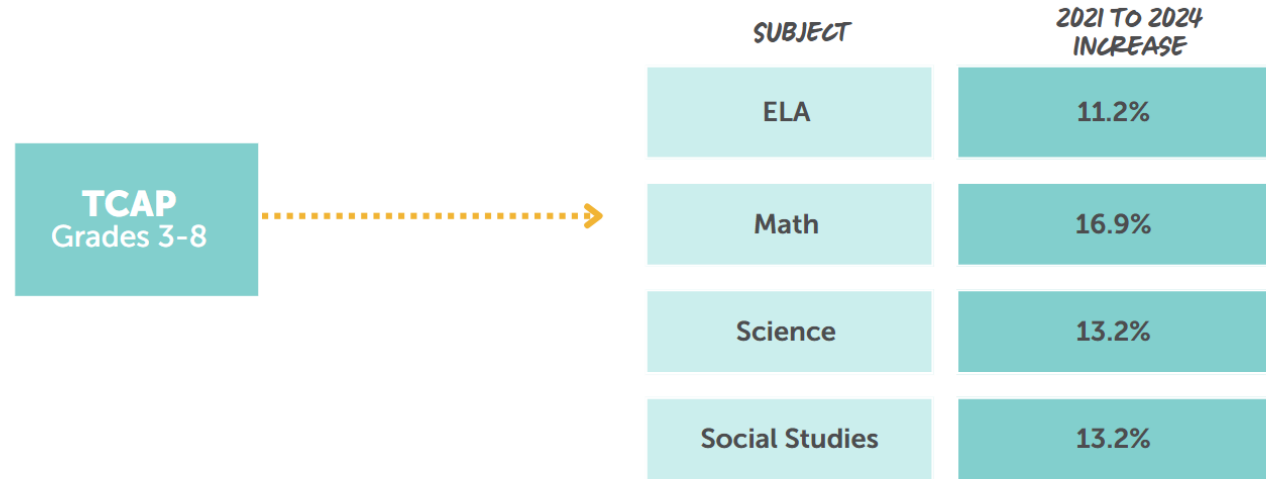 SUBJECT
2021 TO 2024
INCREASE
TCAP
Grades 3-8
ELA
11.2%
Math
16.9%
Science
13.2%
Social Studies
13.2%